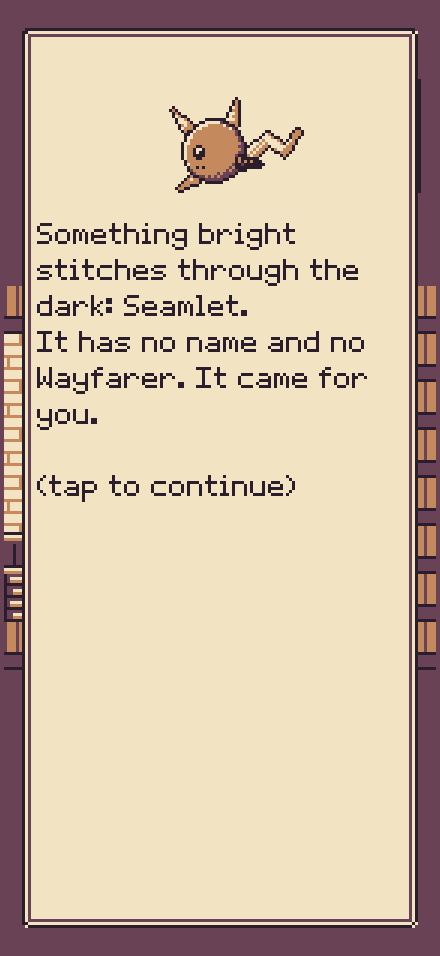 Something bright
stitches through the
dark: Seamlet.
It has no name and no
Wayfarer. It came for
you.
(tap to continue)